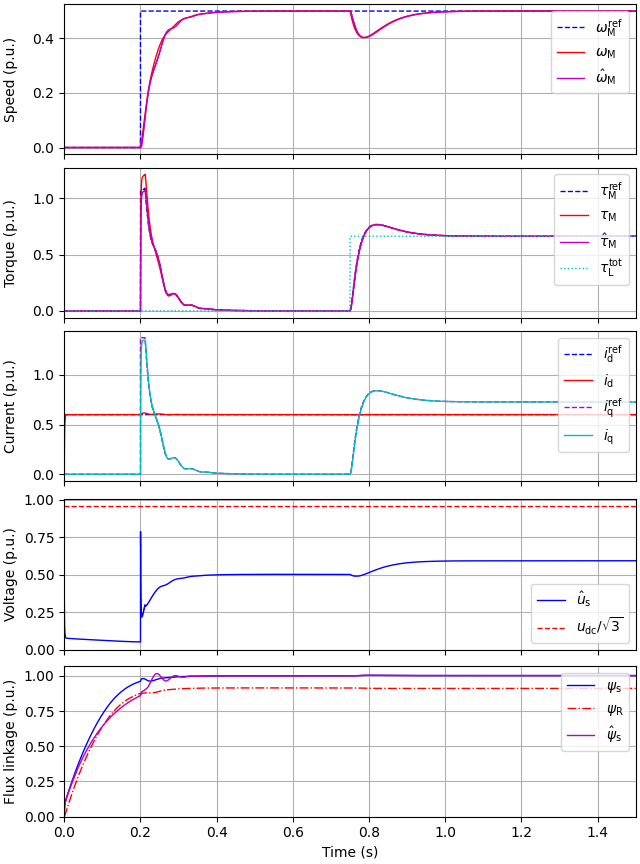 Speed (p.u.)
0.4
0.2
0.0
ω_M^ref
ω_M
ω̂_M
Torque (p.u.)
1.0
0.5
0.0
τ_M^ref
τ_M
τ̂_M
τ_L^tot
Current (p.u.)
1.0
0.5
0.0
i_d^ref
i_d
i_q^ref
i_q
Voltage (p.u.)
1.00
0.75
0.50
0.25
0.00
û_s
u_dc/√3
Flux linkage (p.u.)
1.00
0.75
0.50
0.25
0.00
ψ_s
ψ_R
ψ̂_s
0.0 0.2 0.4 0.6 0.8 1.0 1.2 1.4
Time (s)